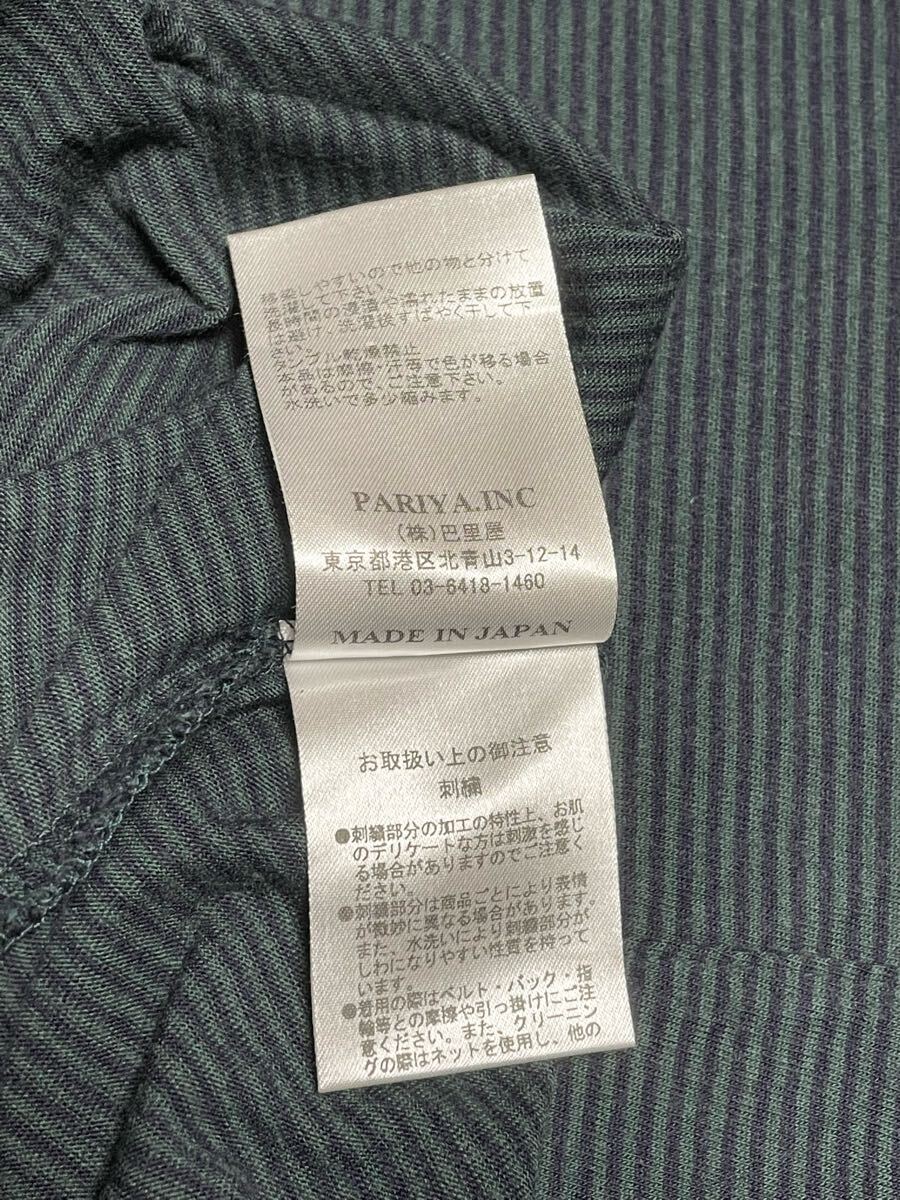 移染しやすいので他の物と分けて
洗濯して下さい。
長時間の浸漬や濡れたままの放置
は避け、洗濯後すばやく干して下
さい。
タンブル乾燥禁止
本品は摩擦・汗等で色が移る場合
があるので、ご注意下さい。
水洗いで多少縮みます。
PARIYA.INC
(株)巴里屋
東京都港区北青山3-12-14
TEL 03-6418-1460
MADE IN JAPAN
お取扱い上の御注意
刺繍
●刺繍部分の加工の特性上、お肌
のデリケートな方は刺激を感じ
る場合がありますのでご注意く
ださい。
●刺繍部分は商品ごとにより表情
が微妙に異なる場合があります。
また、水洗いにより刺繍部分が
しわになりやすい性質を持って
います。
●着用の際はベルト・バック・指
輪等との摩擦や引っ掛けにご注
意ください。また、クリーニン
グの際はネットを使用し、他の